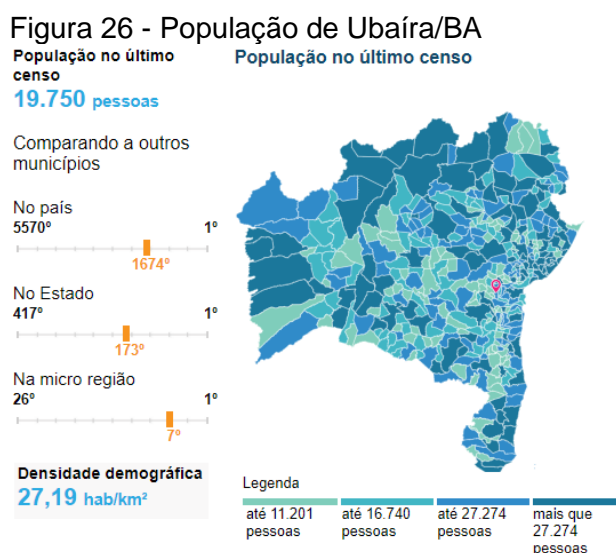 Figura 26 - População de Ubaíra/BA
População no último
censo
19.750 pessoas
Comparando a outros
municípios
No país
5570º 1º
1674º
No Estado
417º 1º
173º
Na micro região
26º 1º
7º
Densidade demográfica
27,19 hab/km²
População no último censo
Legenda
até 11.201
pessoas
até 16.740
pessoas
até 27.274
pessoas
mais que
27.274
pessoas